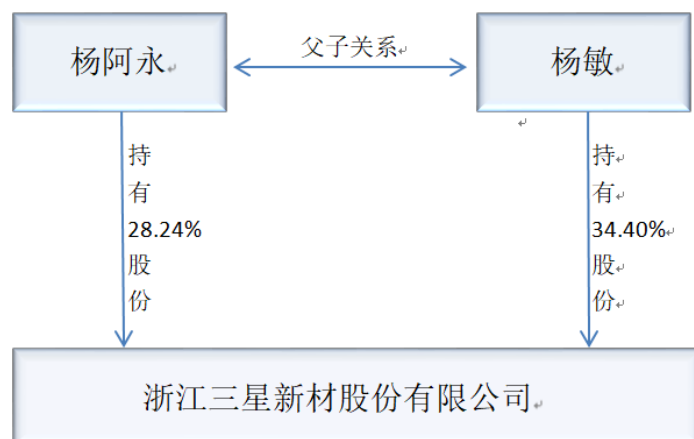 杨阿永
父子关系
杨敏
持
有
28.24%
股
份
持
有
34.40%
股
份
浙江三星新材股份有限公司